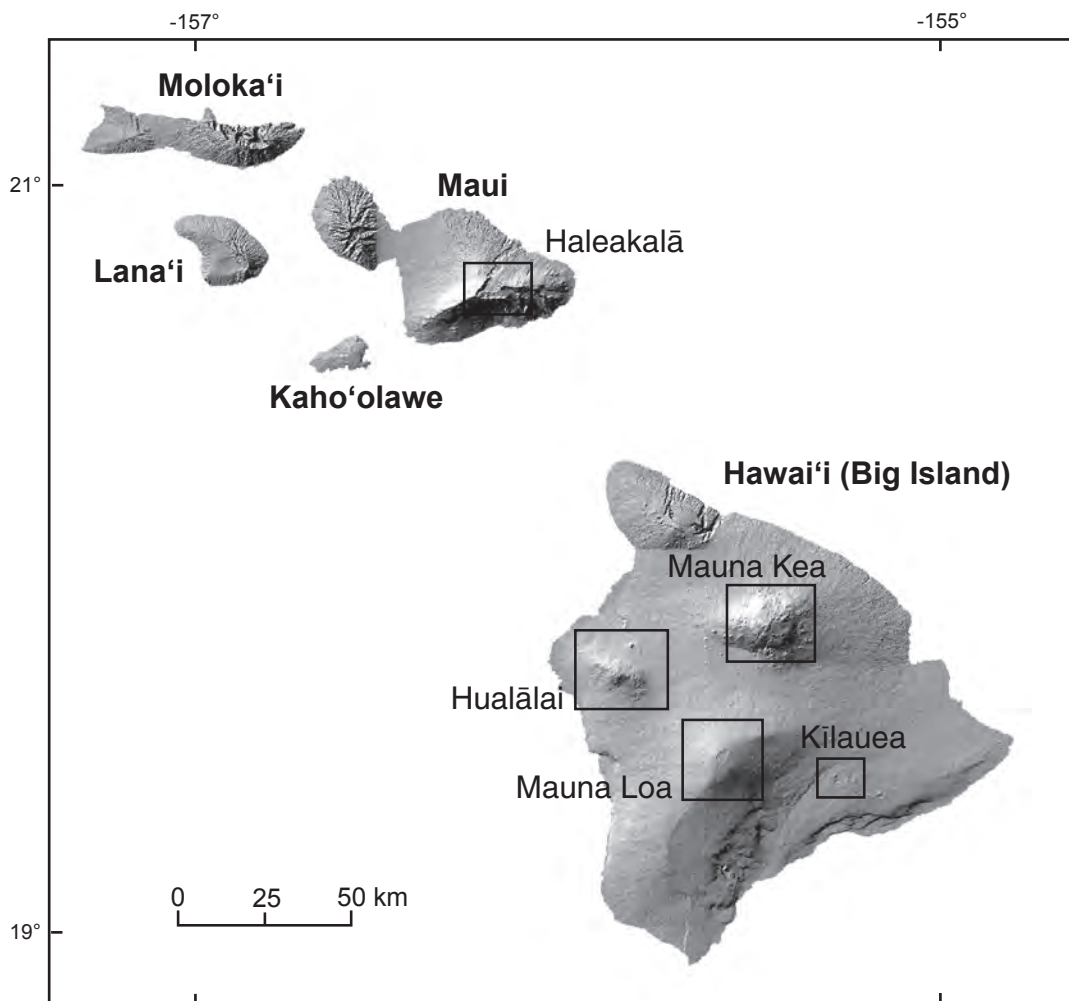 -157°
-155°
Moloka‘i
21°
Maui
Haleakalā
Lana‘i
Kaho‘olawe
Hawai‘i (Big Island)
Mauna Kea
Hualālai
Kīlauea
Mauna Loa
0 25 50 km
19°